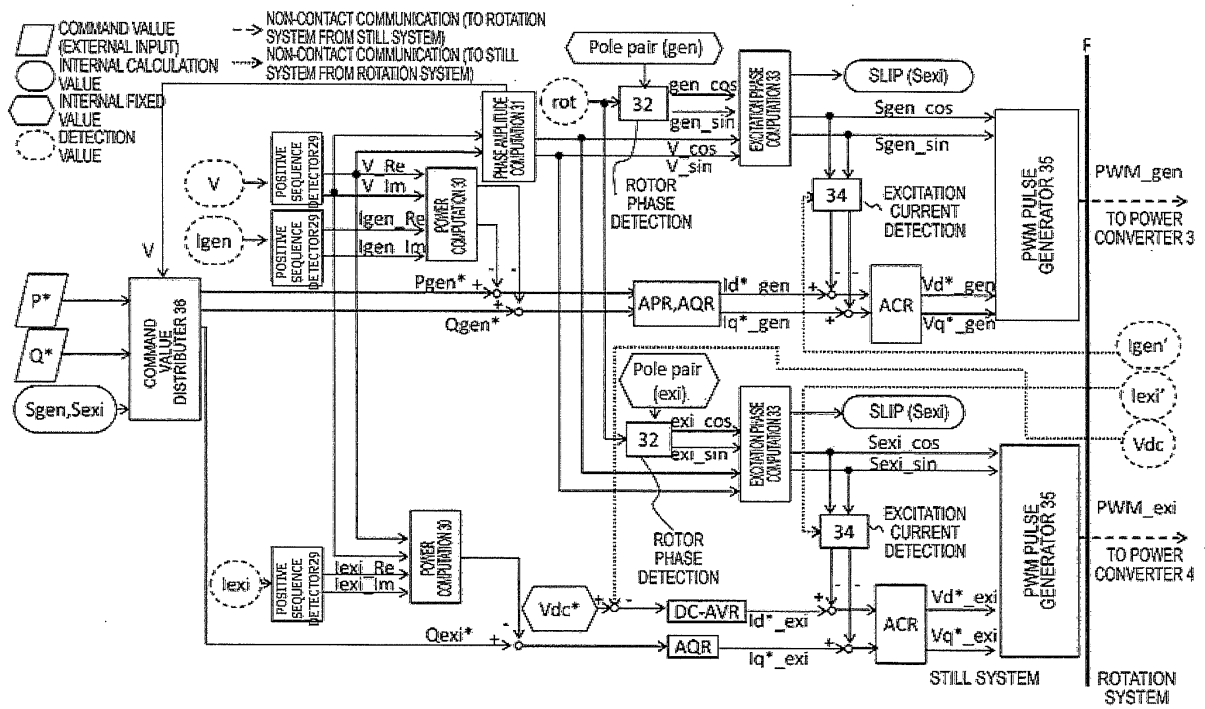 COMMAND VALUE
(EXTERNAL INPUT)
INTERNAL CALCULATION
VALUE
INTERNAL FIXED
VALUE
DETECTION
VALUE
NON-CONTACT COMMUNICATION (TO ROTATION
SYSTEM FROM STILL SYSTEM)
NON-CONTACT COMMUNICATION (TO STILL
SYSTEM FROM ROTATION SYSTEM)
Pole pair (gen)
rot
32
gen_cos
gen_sin
V_cos
V_sin
ROTOR
PHASE
DETECTION
PHASE AMPLITUDE
COMPUTATION 31
EXCITATION PHASE
COMPUTATION 33
SLIP (Sexi)
Sgen_cos
Sgen_sin
34
EXCITATION
CURRENT
DETECTION
PWM PULSE
GENERATOR 35
PWM_gen
TO POWER
CONVERTER 3
V
POSITIVE
SEQUENCE
DETECTOR29
V_Re
V_Im
Igen
POSITIVE
SEQUENCE
DETECTOR29
Igen_Re
Igen_Im
POWER
COMPUTATION 30
V
P*
Q*
Sgen,Sexi
COMMAND
VALUE
DISTRIBUTER 36
Pgen*
+
-
-
+
Qgen*
APR,AQR
Id*_gen
Iq*_gen
+
-
-
+
ACR
Vd*_gen
Vq*_gen
Igen'
Iexi'
Vdc
Pole pair
(exi).
32
exi_cos
exi_sin
ROTOR
PHASE
DETECTION
EXCITATION PHASE
COMPUTATION 33
SLIP (Sexi)
Sexi_cos
Sexi_sin
34
EXCITATION
CURRENT
DETECTION
PWM PULSE
GENERATOR 35
PWM_exi
TO POWER
CONVERTER 4
Iexi
POSITIVE
SEQUENCE
DETECTOR29
Iexi_Re
Iexi_Im
POWER
COMPUTATION 30
Vdc*
+
-
DC-AVR
Id*_exi
+
-
ACR
Vd*_exi
Vq*_exi
Qexi*
+
-
AQR
Iq*_exi
+
-
STILL SYSTEM
ROTATION
SYSTEM